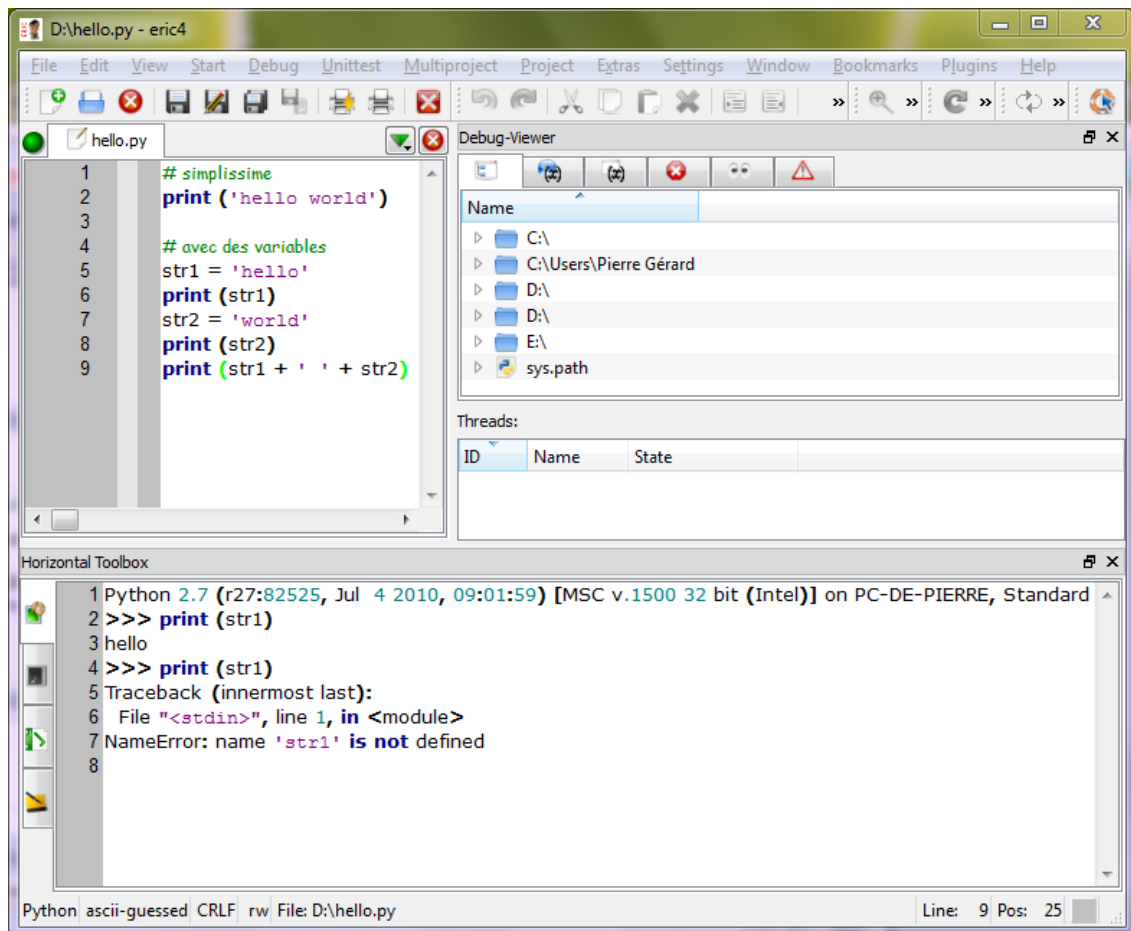 D:\hello.py - eric4
File Edit View Start Debug Unittest Multiproject Project Extras Settings Window Bookmarks Plugins Help
hello.py
1 # simplissime
2 print ('hello world')
3
4 # avec des variables
5 str1 = 'hello'
6 print (str1)
7 str2 = 'world'
8 print (str2)
9 print (str1 + ' ' + str2)
Debug-Viewer
Name
C:\
C:\Users\Pierre Gérard
D:\
D:\
E:\
sys.path
Threads:
ID Name State
Horizontal Toolbox
1 Python 2.7 (r27:82525, Jul  4 2010, 09:01:59) [MSC v.1500 32 bit (Intel)] on PC-DE-PIERRE, Standard
2 >>> print (str1)
3 hello
4 >>> print (str1)
5 Traceback (innermost last):
6  File "<stdin>", line 1, in <module>
7 NameError: name 'str1' is not defined
8
Python ascii-guessed CRLF rw File: D:\hello.py Line: 9 Pos: 25